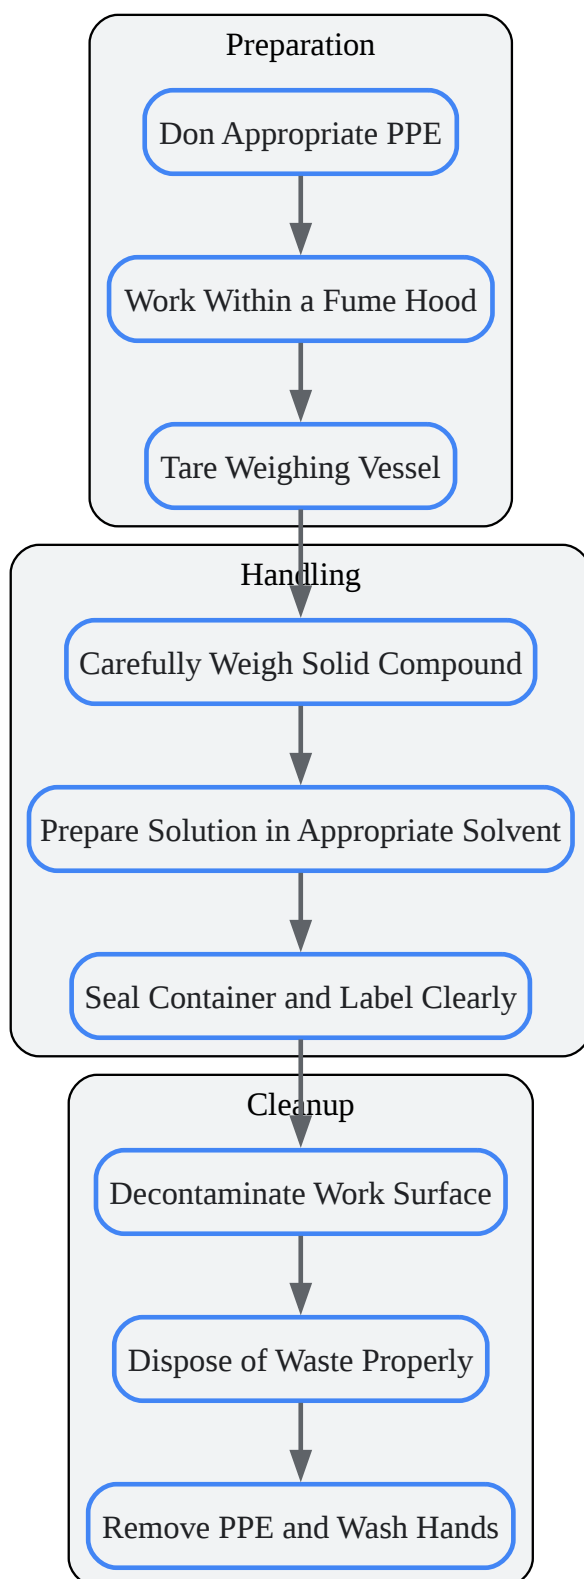 Preparation
Don Appropriate PPE
Work Within a Fume Hood
Tare Weighing Vessel
Handling
Carefully Weigh Solid Compound
Prepare Solution in Appropriate Solvent
Seal Container and Label Clearly
Cleanup
Decontaminate Work Surface
Dispose of Waste Properly
Remove PPE and Wash Hands